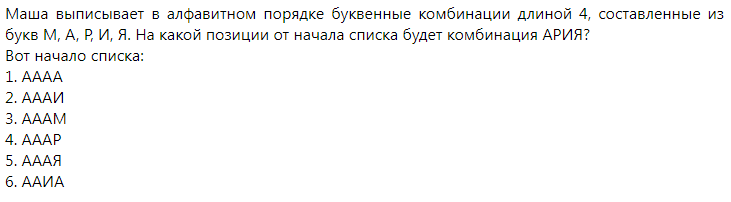 Маша выписывает в алфавитном порядке буквенные комбинации длиной 4, составленные из
букв М, А, Р, И, Я. На какой позиции от начала списка будет комбинация АРИЯ?
Вот начало списка:
1. АААА
2. АААИ
3. АААМ
4. АААР
5. АААЯ
6. ААИА